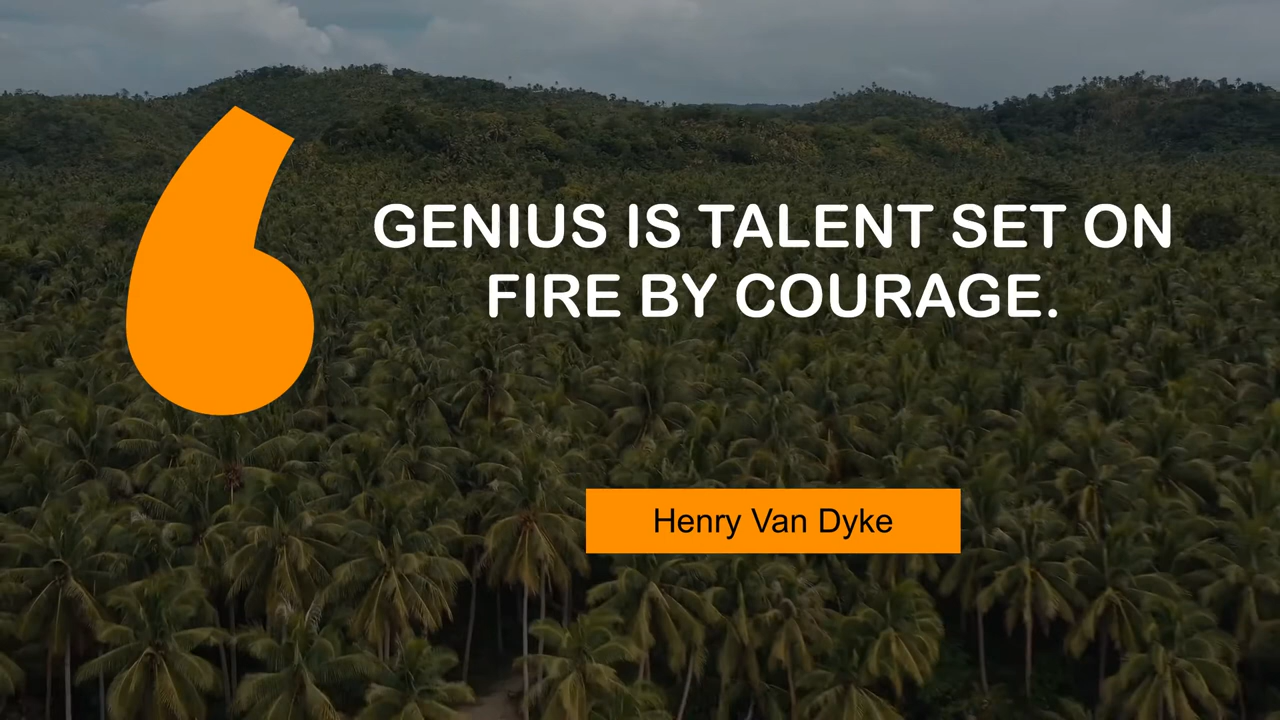 GENIUS IS TALENT SET ON
FIRE BY COURAGE.
Henry Van Dyke